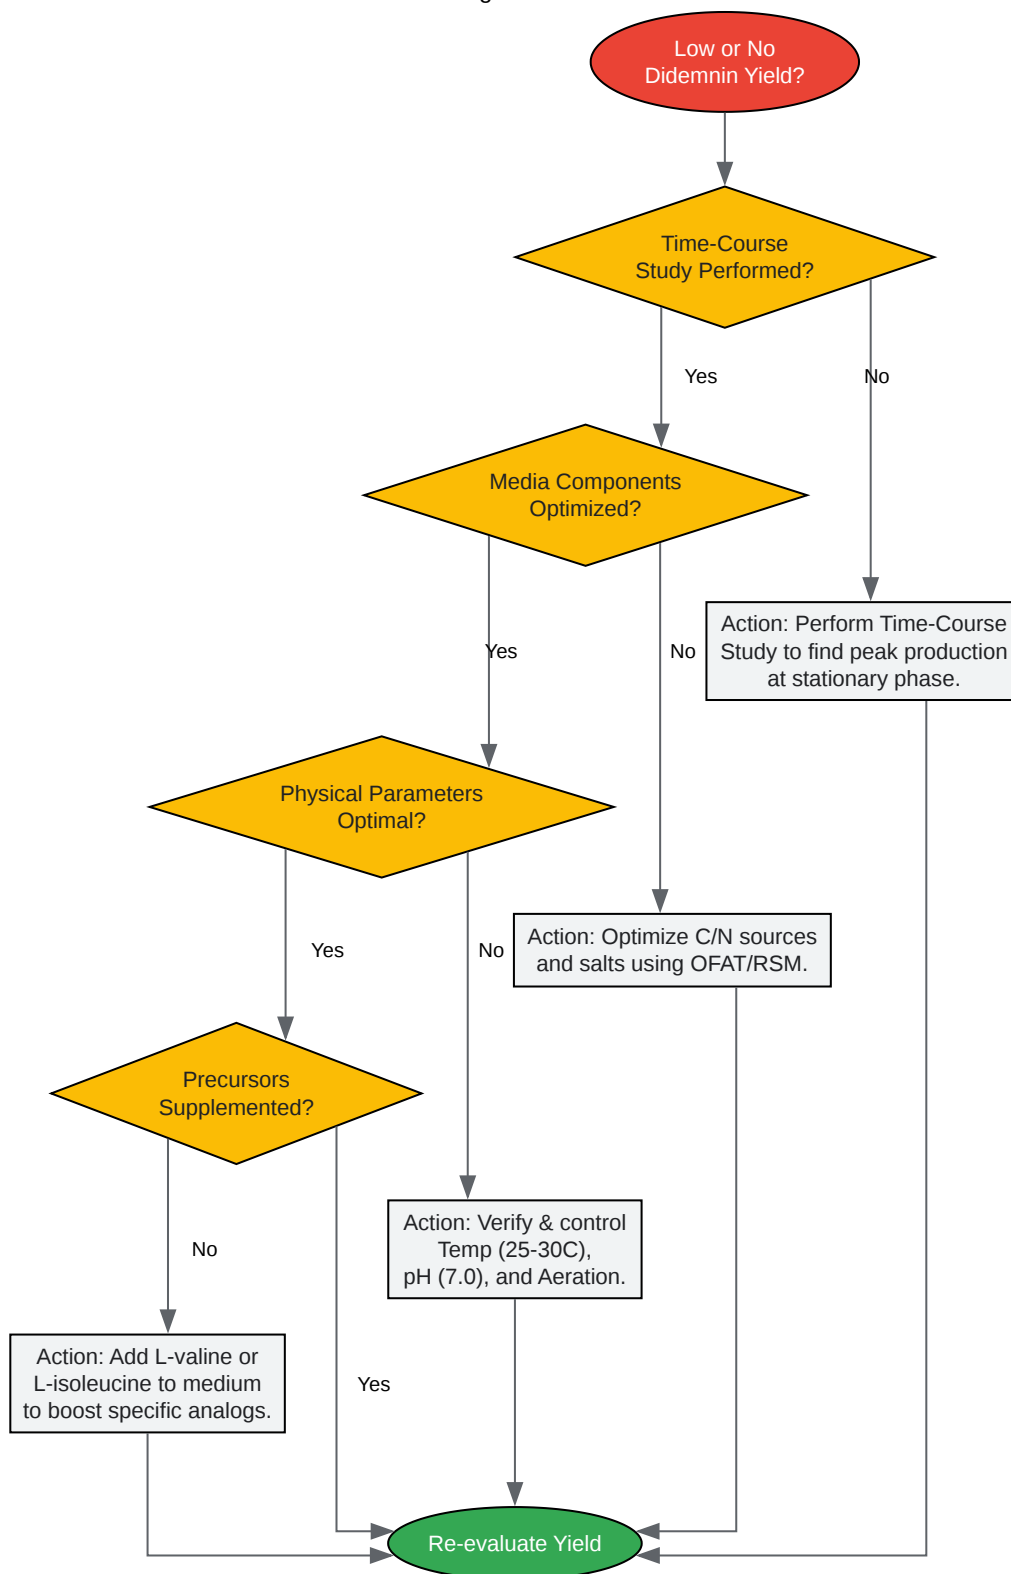 Low or No
Didemnin Yield?
Time-Course
Study Performed?
Yes
No
Media Components
Optimized?
Action: Perform Time-Course
Study to find peak production
at stationary phase.
Yes
No
Physical Parameters
Optimal?
Action: Optimize C/N sources
and salts using OFAT/RSM.
Yes
No
Precursors
Supplemented?
Action: Verify & control
Temp (25-30C),
pH (7.0), and Aeration.
No
Action: Add L-valine or
L-isoleucine to medium
to boost specific analogs.
Yes
Re-evaluate Yield